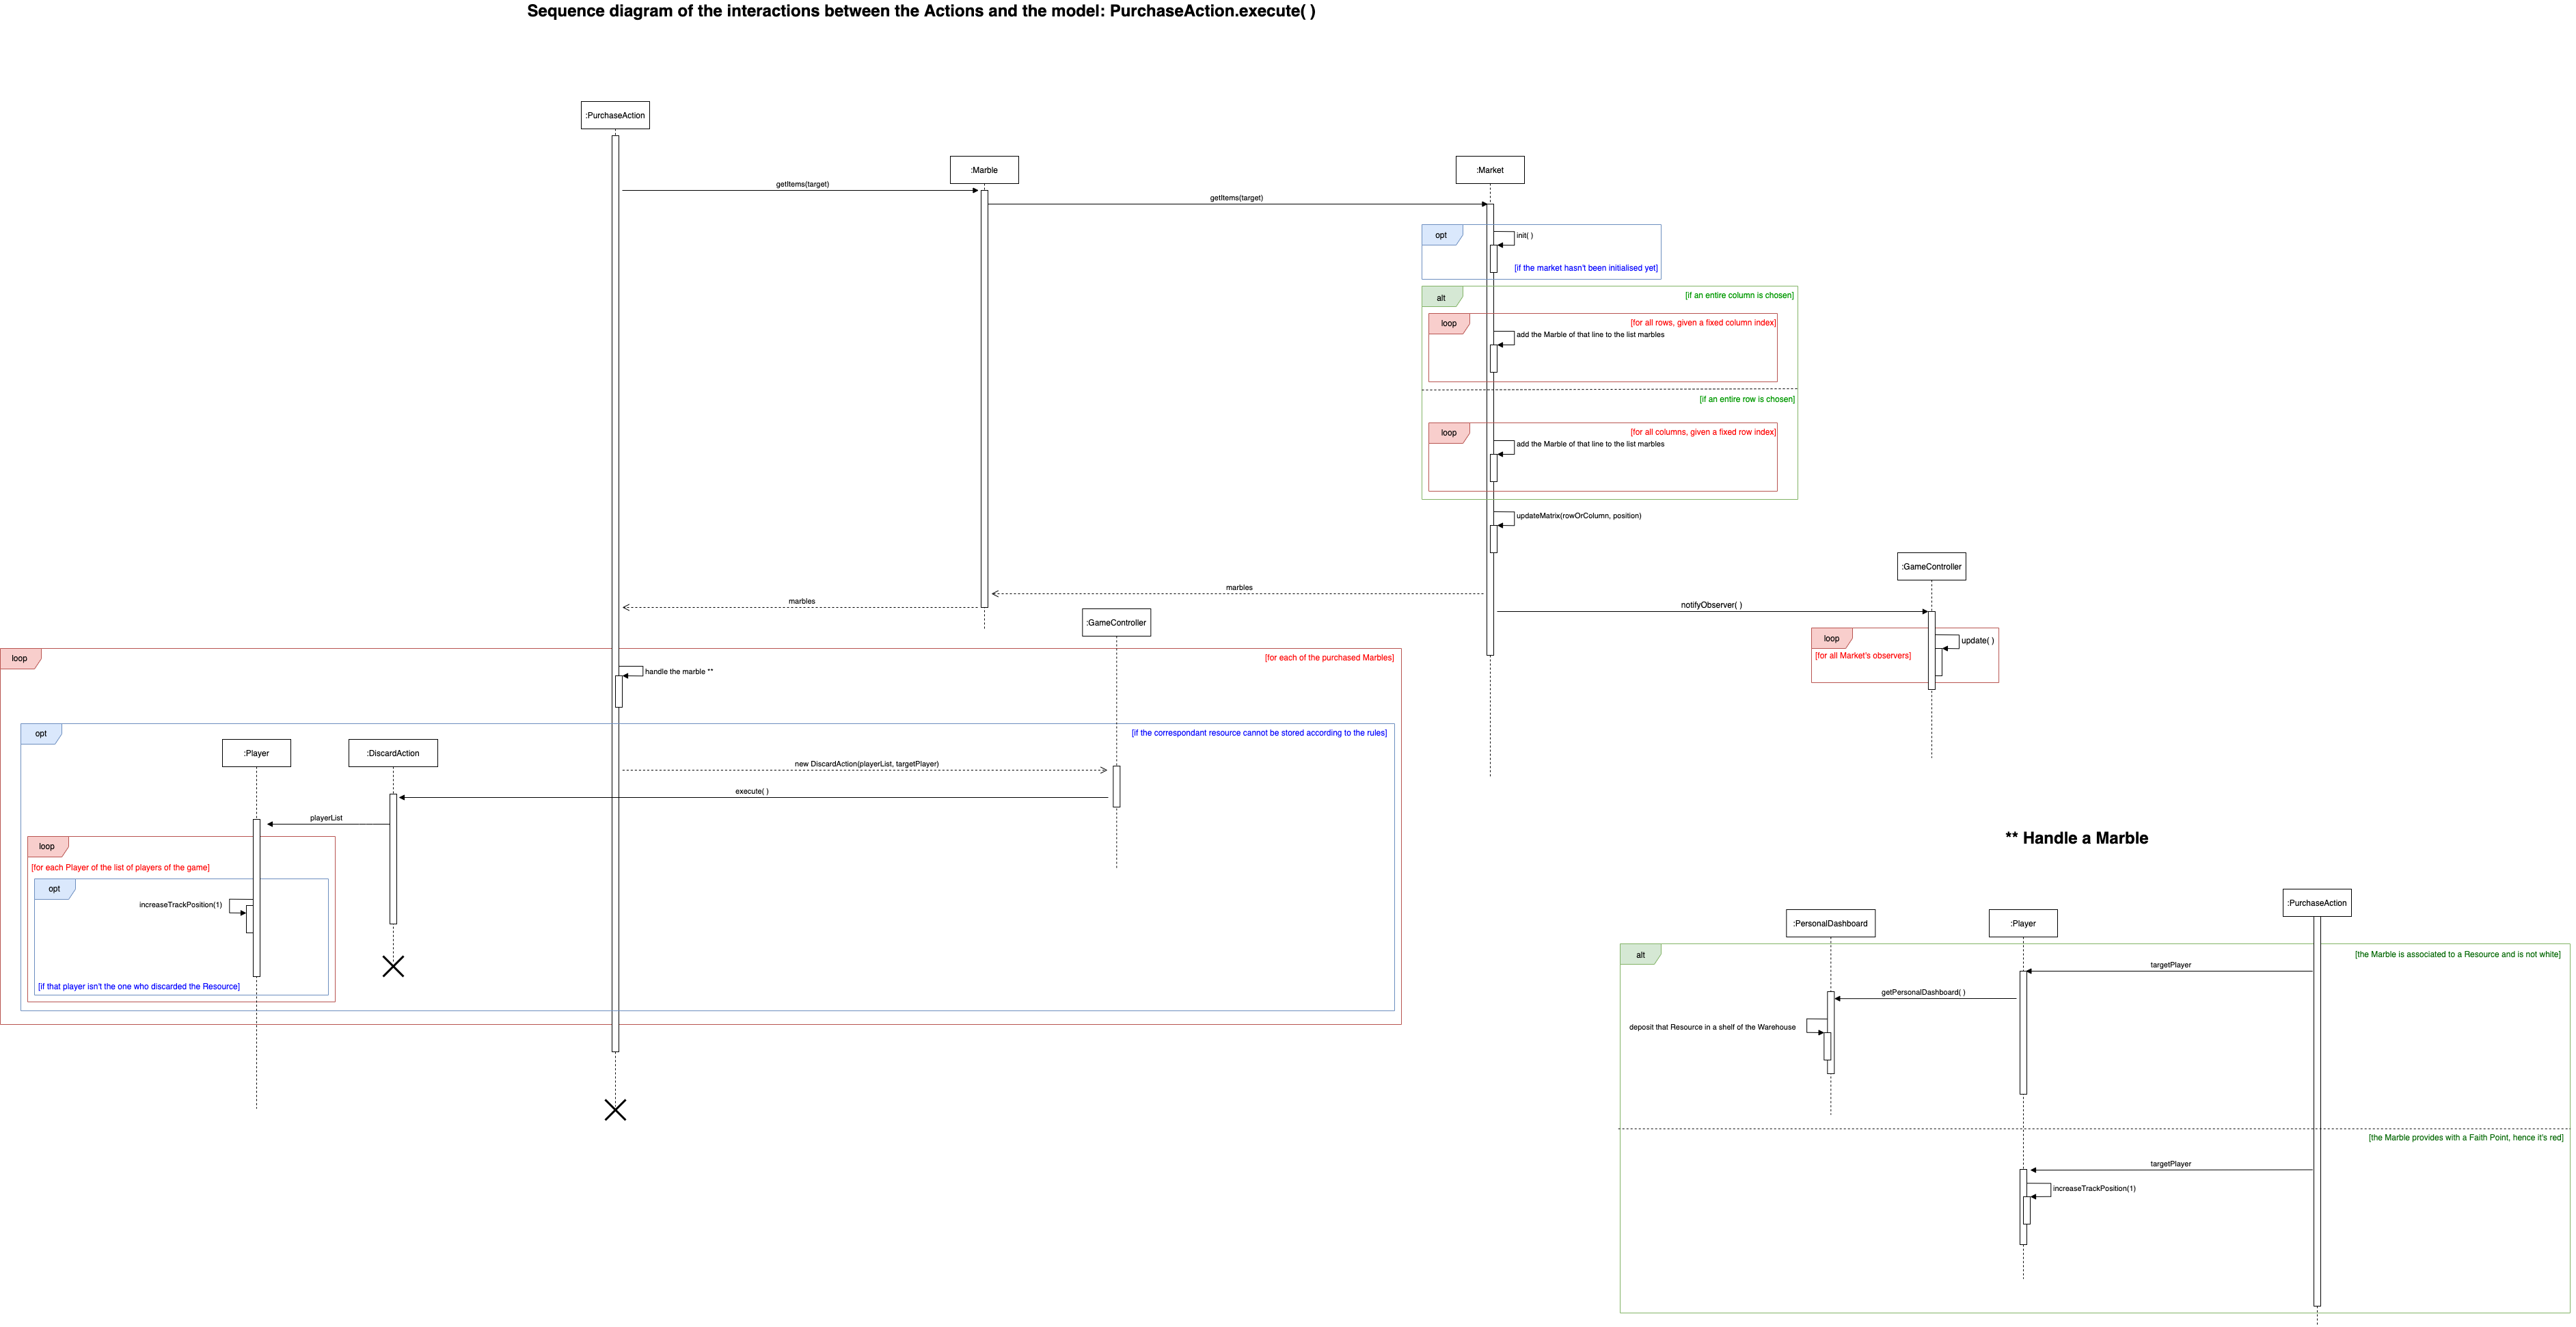 Sequence diagram of the interactions between the Actions and the model: PurchaseAction.execute( )
:PurchaseAction
:Marble
:Market
getItems(target)
getItems(target)
opt
init( )
[if the market hasn't been initialised yet]
alt
[if an entire column is chosen]
loop
[for all rows, given a fixed column index]
add the Marble of that line to the list marbles
[if an entire row is chosen]
loop
[for all columns, given a fixed row index]
add the Marble of that line to the list marbles
updateMatrix(rowOrColumn, position)
:GameController
marbles
marbles
notifyObserver( )
:GameController
loop
update( )
[for all Market's observers]
loop
[for each of the purchased Marbles]
handle the marble **
opt
[if the correspondant resource cannot be stored according to the rules]
:Player
:DiscardAction
new DiscardAction(playerList, targetPlayer)
execute( )
playerList
loop
[for each Player of the list of players of the game]
opt
increaseTrackPosition(1)
[if that player isn't the one who discarded the Resource]
** Handle a Marble
:PurchaseAction
:PersonalDashboard
:Player
alt
[the Marble is associated to a Resource and is not white]
targetPlayer
getPersonalDashboard( )
deposit that Resource in a shelf of the Warehouse
[the Marble provides with a Faith Point, hence it's red]
targetPlayer
increaseTrackPosition(1)